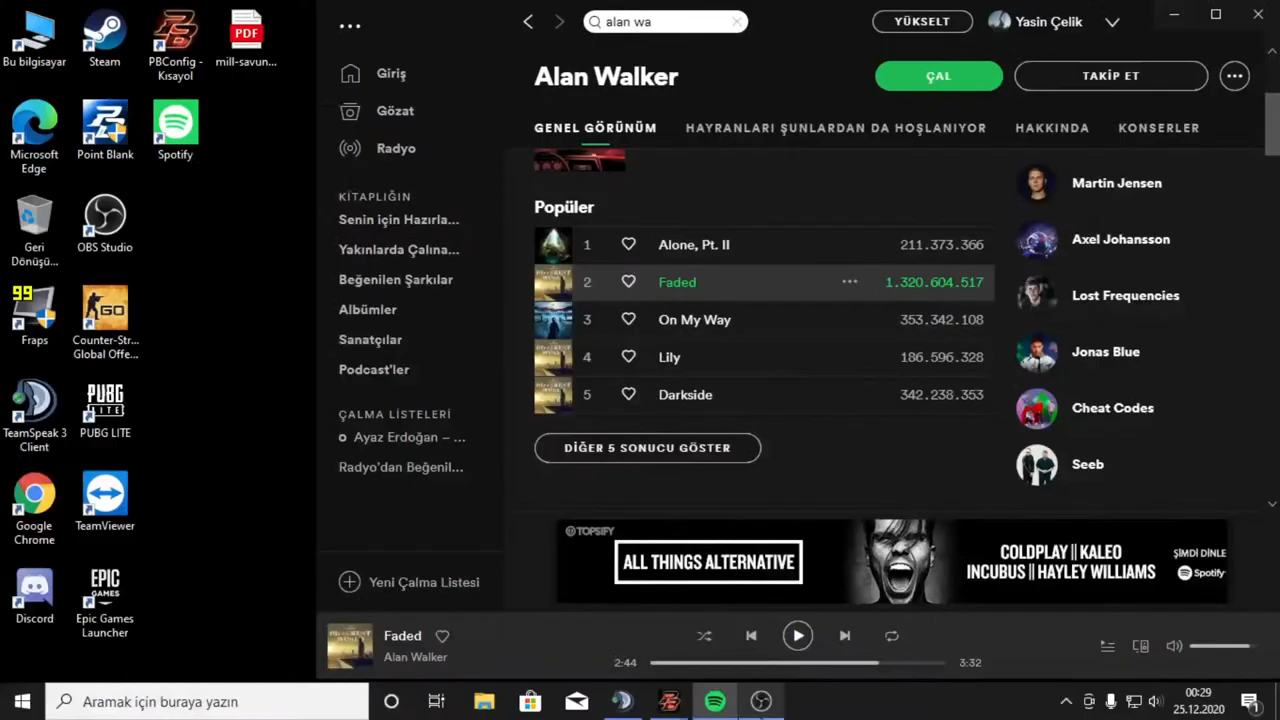 Bu bilgisayar
Steam
PBConfig -
Kısayol
PDF
mill-savun...
Microsoft
Edge
Point Blank
Spotify
Geri
Dönüşü...
OBS Studio
99
Fraps
GO
Counter-Str...
Global Offe...
TeamSpeak 3
Client
PUBG
LITE
PUBG LITE
Google
Chrome
TeamViewer
Discord
EPIC
GAMES
Epic Games
Launcher
alan wa
YÜKSELT
Yasin Çelik
Giriş
Gözat
Radyo
KİTAPLIĞIN
Senin için Hazırla...
Yakınlarda Çalına...
Beğenilen Şarkılar
Albümler
Sanatçılar
Podcast'ler
ÇALMA LİSTELERİ
Ayaz Erdoğan – ...
Radyo'dan Beğenil...
Yeni Çalma Listesi
Alan Walker
ÇAL
TAKİP ET
GENEL GÖRÜNÜM
HAYRANLARI ŞUNLARDAN DA HOŞLANIYOR
HAKKINDA
KONSERLER
Popüler
1 Alone, Pt. II 211.373.366
2 Faded 1.320.604.517
3 On My Way 353.342.108
4 Lily 186.596.328
5 Darkside 342.238.353
DİĞER 5 SONUCU GÖSTER
Martin Jensen
Axel Johansson
Lost Frequencies
Jonas Blue
Cheat Codes
Seeb
TOPSIFY
ALL THINGS ALTERNATIVE
COLDPLAY || KALEO
INCUBUS || HAYLEY WILLIAMS
ŞİMDİ DİNLE
Spotify
Faded
Alan Walker
2:44
3:32
Aramak için buraya yazın
00:29
25.12.2020
1